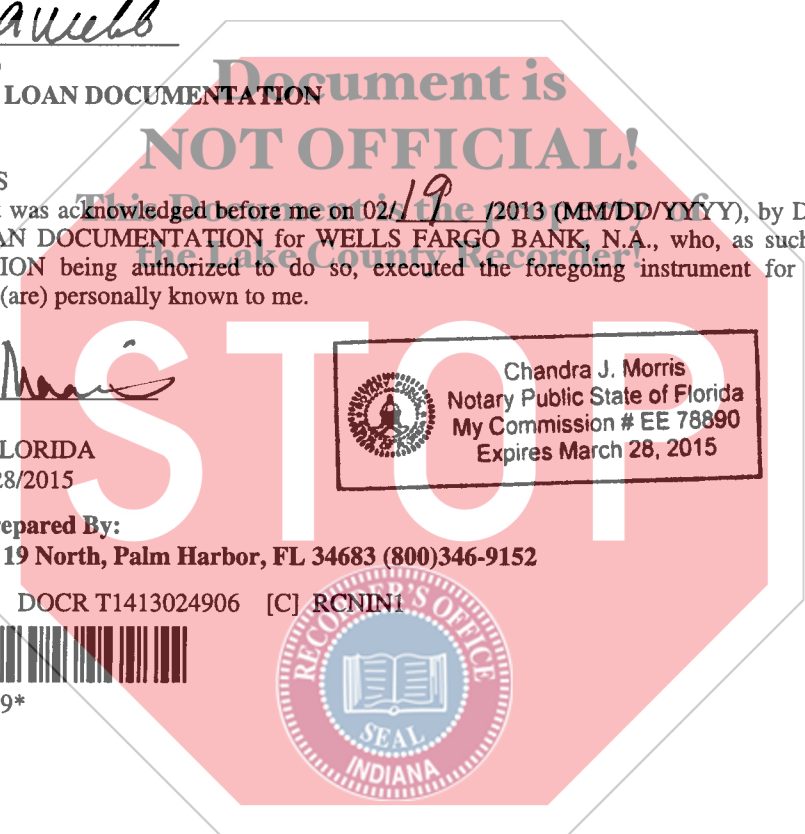 LOAN DOCUMENTATION
Document is
NOT OFFICIAL!
This Document is the property of
the Lake County Recorder!
S
was acknowledged before me on 02/19/2013 (MM/DD/YYYY), by D
AN DOCUMENTATION for WELLS FARGO BANK, N.A., who, as such
ION being authorized to do so, executed the foregoing instrument for
(are) personally known to me.
STOP
Chandra J. Morris
Notary Public State of Florida
My Commission # EE 78890
Expires March 28, 2015
LORIDA
28/2015
repared By:
19 North, Palm Harbor, FL 34683 (800)346-9152
DOCR T1413024906 [C] RCNIN1
9*
RECORDER'S OFFICE
SEAL
INDIANA